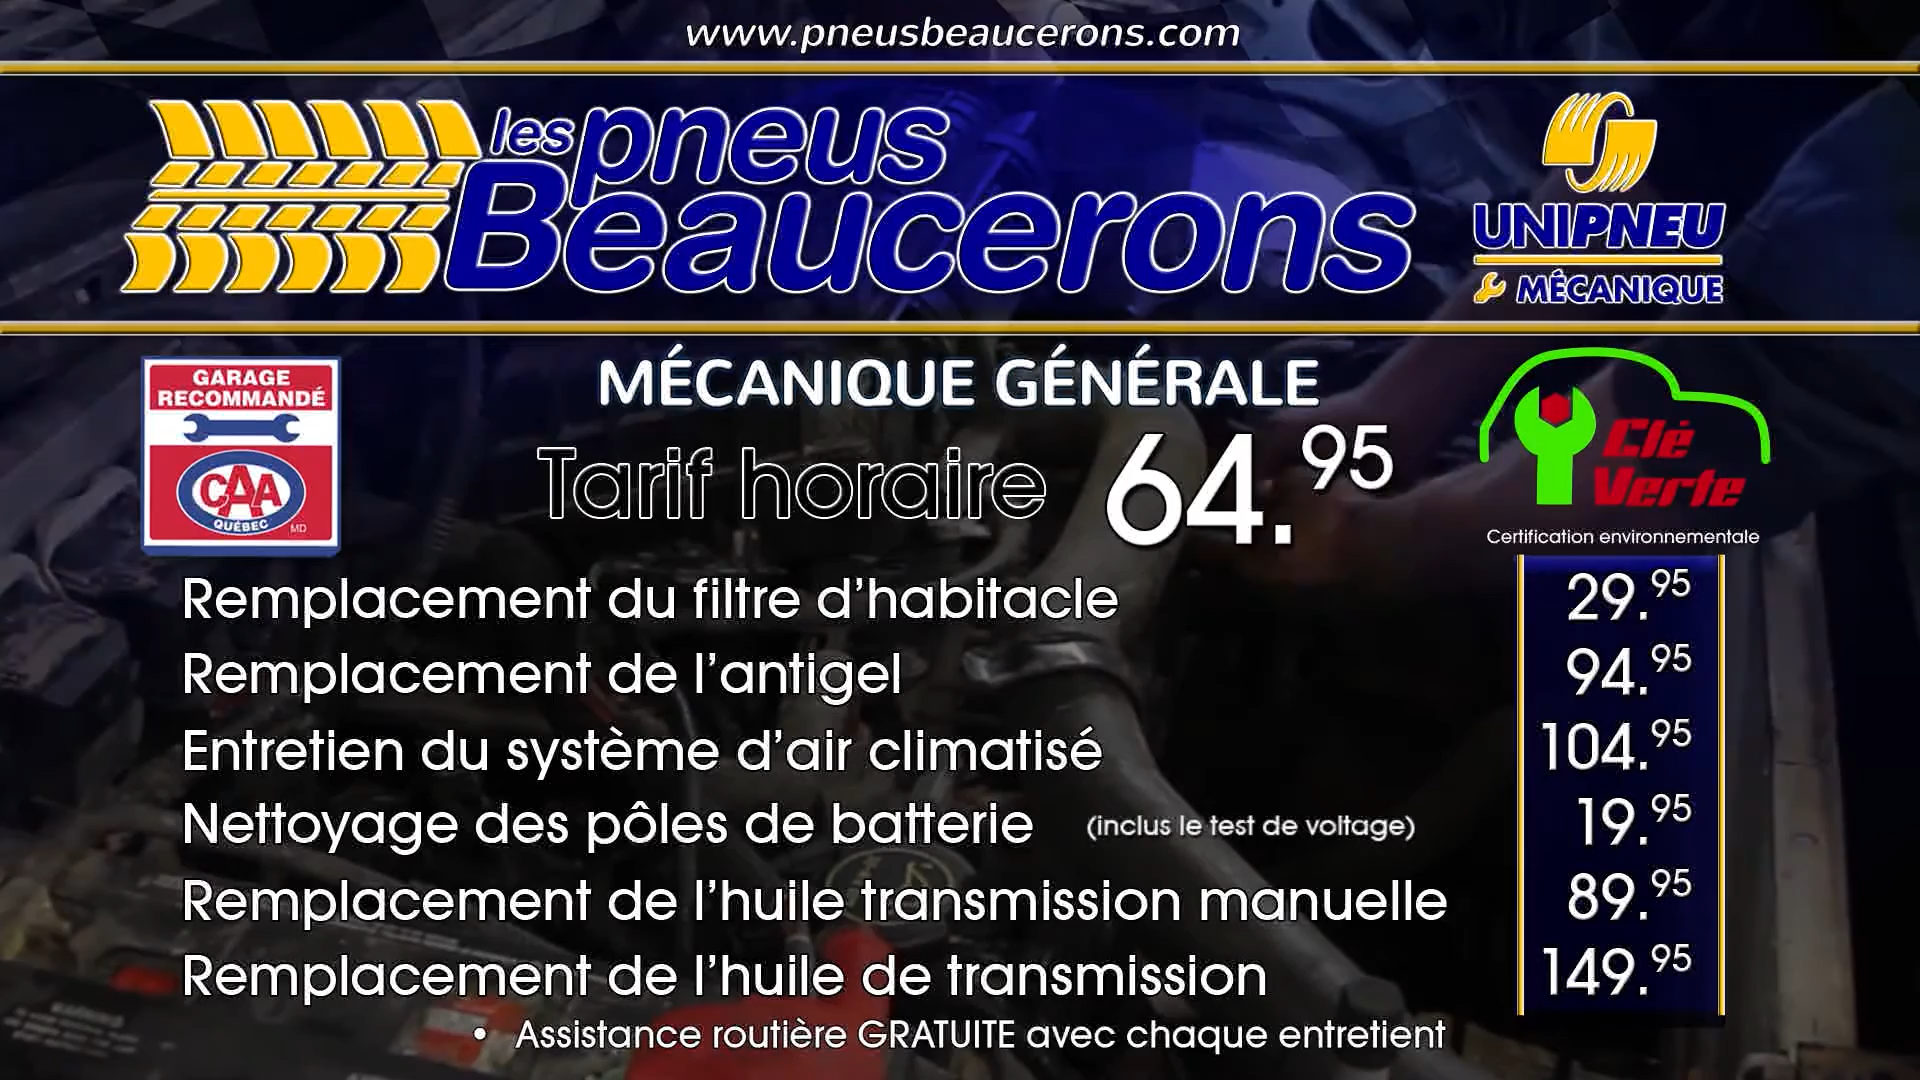 www.pneusbeaucerons.com
les pneus
Beaucerons
UNIPNEU
MÉCANIQUE
GARAGE
RECOMMANDÉ
CAA
QUÉBEC
MD
MÉCANIQUE GÉNÉRALE
Tarif horaire 64.95
Clé
Verte
Certification environnementale
Remplacement du filtre d'habitacle 29.95
Remplacement de l'antigel 94.95
Entretien du système d'air climatisé 104.95
Nettoyage des pôles de batterie (inclus le test de voltage) 19.95
Remplacement de l'huile transmission manuelle 89.95
Remplacement de l'huile de transmission 149.95
• Assistance routière GRATUITE avec chaque entretient